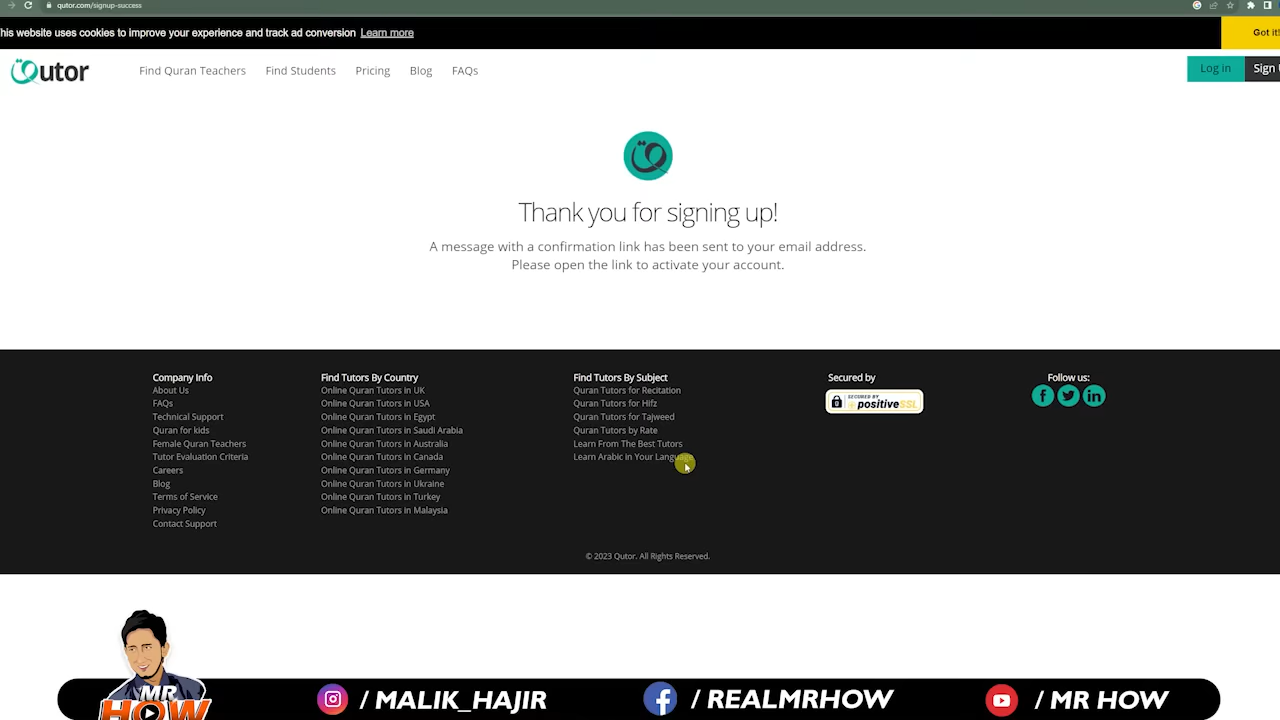 qutor.com/signup-success
his website uses cookies to improve your experience and track ad conversion Learn more
Got it!
Qutor
Find Quran Teachers Find Students Pricing Blog FAQs
Log in
Sign
Thank you for signing up!
A message with a confirmation link has been sent to your email address.
Please open the link to activate your account.
Company Info
About Us
FAQs
Technical Support
Quran for kids
Female Quran Teachers
Tutor Evaluation Criteria
Careers
Blog
Terms of Service
Privacy Policy
Contact Support
Find Tutors By Country
Online Quran Tutors in UK
Online Quran Tutors in USA
Online Quran Tutors in Egypt
Online Quran Tutors in Saudi Arabia
Online Quran Tutors in Australia
Online Quran Tutors in Canada
Online Quran Tutors in Germany
Online Quran Tutors in Ukraine
Online Quran Tutors in Turkey
Online Quran Tutors in Malaysia
Find Tutors By Subject
Quran Tutors for Recitation
Quran Tutors for Hifz
Quran Tutors for Tajweed
Quran Tutors by Rate
Learn From The Best Tutors
Learn Arabic in Your Language
Secured by
SECURED BY
positiveSSL
Follow us:
© 2023 Qutor. All Rights Reserved.
MR
HOW
/ MALIK_HAJIR
/ REALMRHOW
/ MR HOW